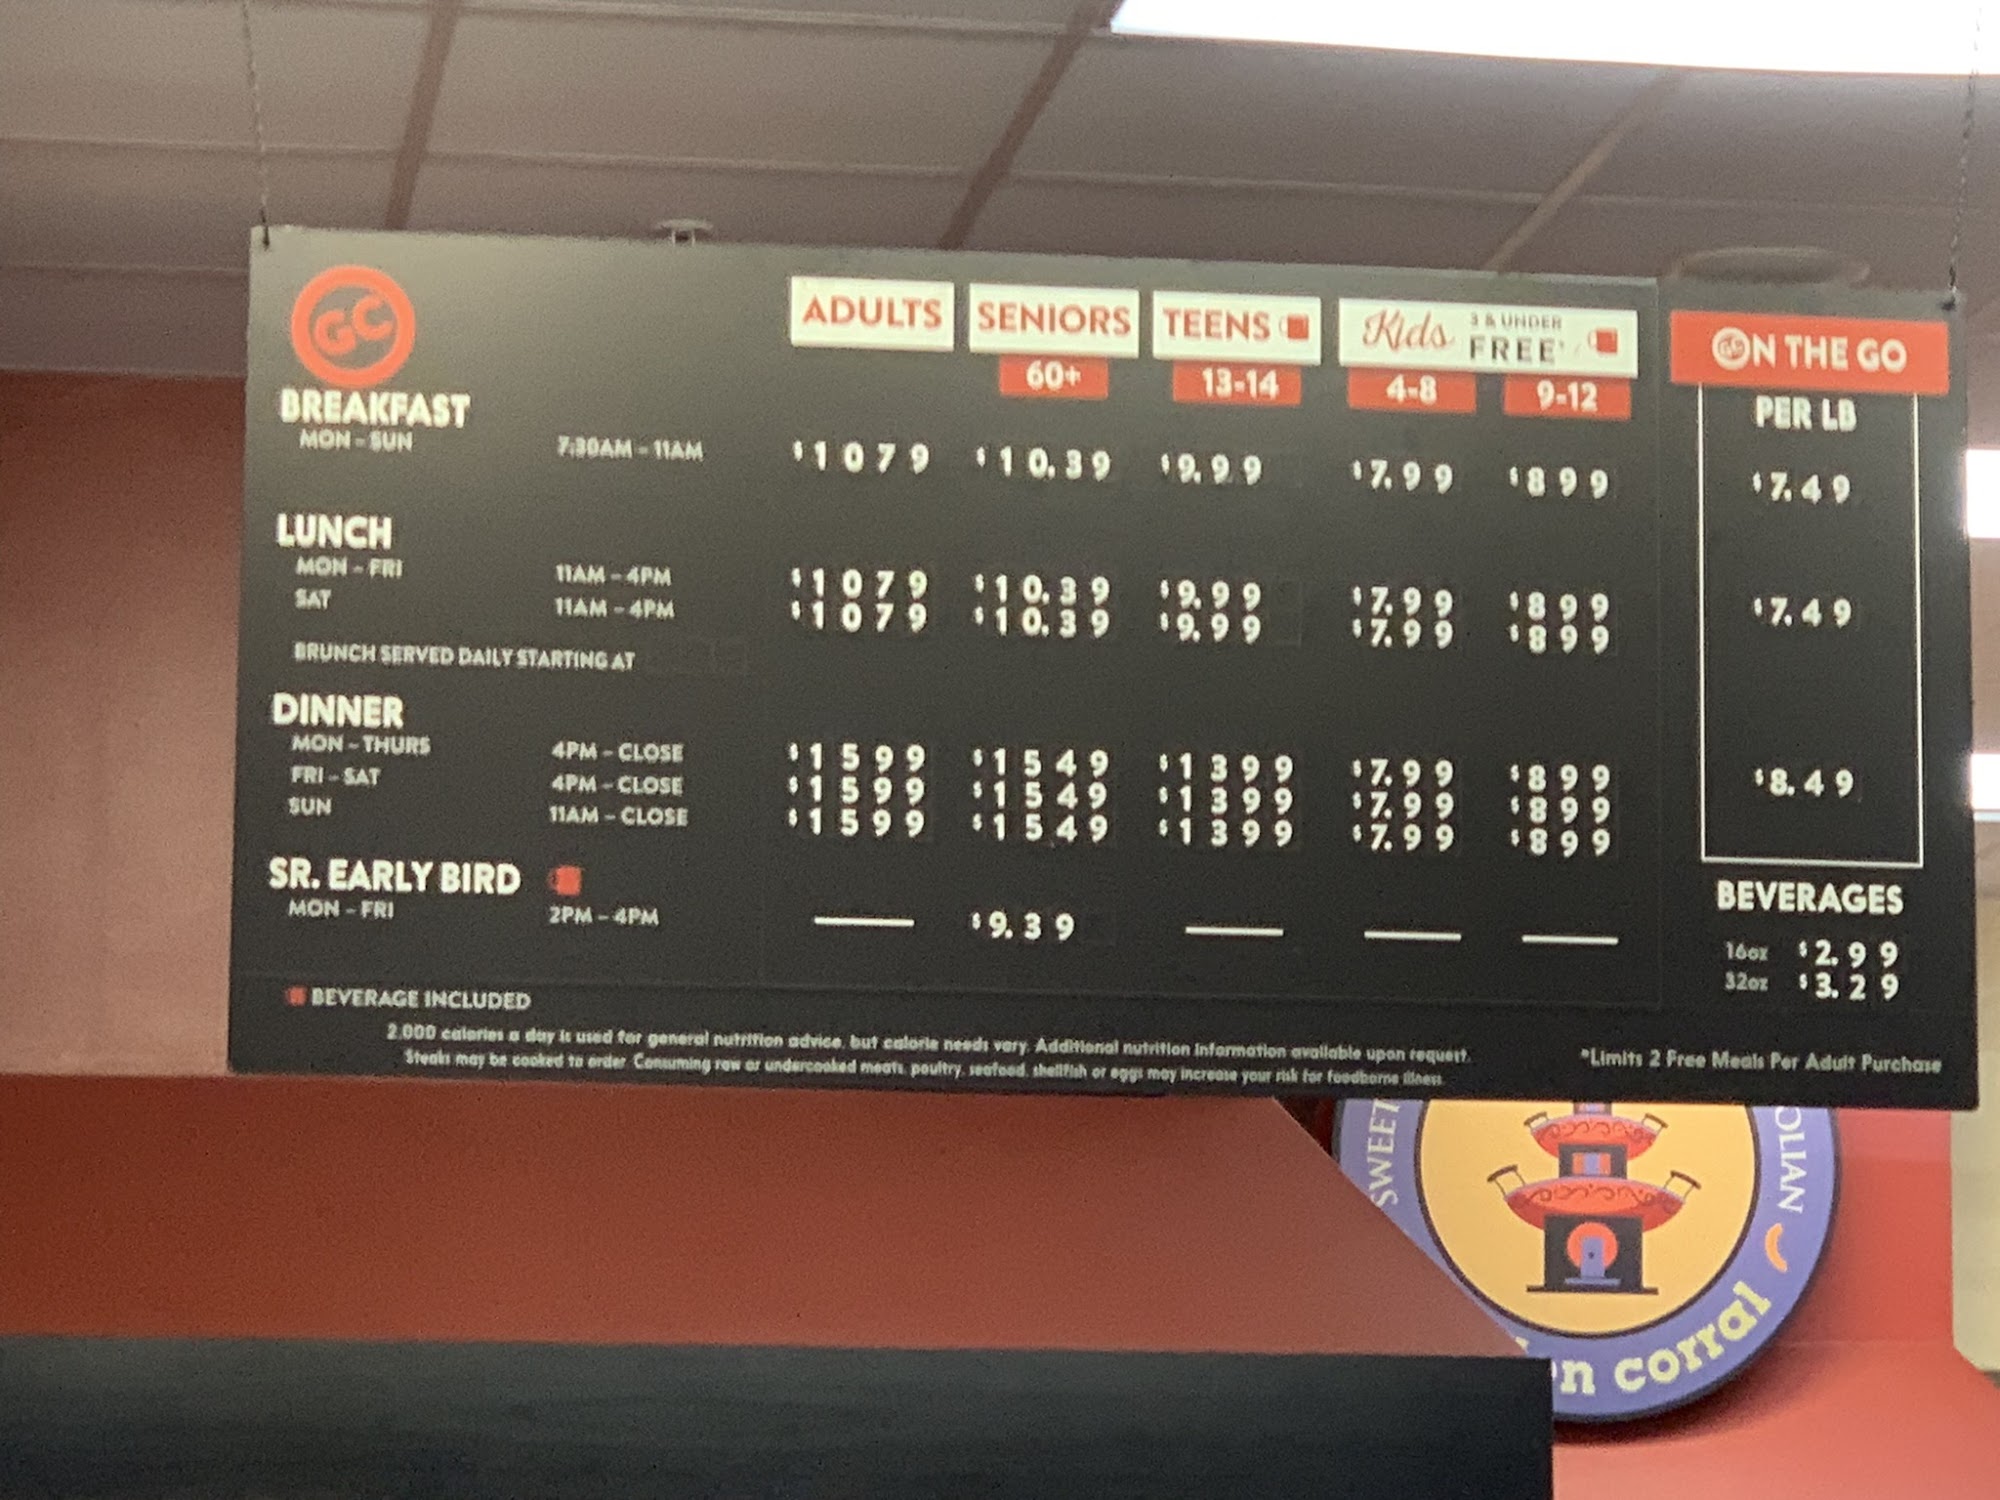 GC
ADULTS SENIORS TEENS Kids 3 & UNDER FREE* GC ON THE GO
60+ 13-14 4-8 9-12
BREAKFAST PER LB
MON - SUN 7:30AM - 11AM $1079 $10.39 $9.99 $7.99 $899 $7.49
LUNCH
MON - FRI 11AM - 4PM $1079 $10.39 $9.99 $7.99 $899 $7.49
SAT 11AM - 4PM $1079 $10.39 $9.99 $7.99 $899
BRUNCH SERVED DAILY STARTING AT
DINNER
MON - THURS 4PM - CLOSE $1599 $1549 $1399 $7.99 $899 $8.49
FRI - SAT 4PM - CLOSE $1599 $1549 $1399 $7.99 $899
SUN 11AM - CLOSE $1599 $1549 $1399 $7.99 $899
SR. EARLY BIRD BEVERAGES
MON - FRI 2PM - 4PM $9.39
16oz $2.99
32oz $3.29
BEVERAGE INCLUDED
2,000 calories a day is used for general nutrition advice, but calorie needs vary. Additional nutrition information available upon request.
Steaks may be cooked to order. Consuming raw or undercooked meats, poultry, seafood, shellfish or eggs may increase your risk for foodborne illness.
*Limits 2 Free Meals Per Adult Purchase
SWEET OLIAN
n corral